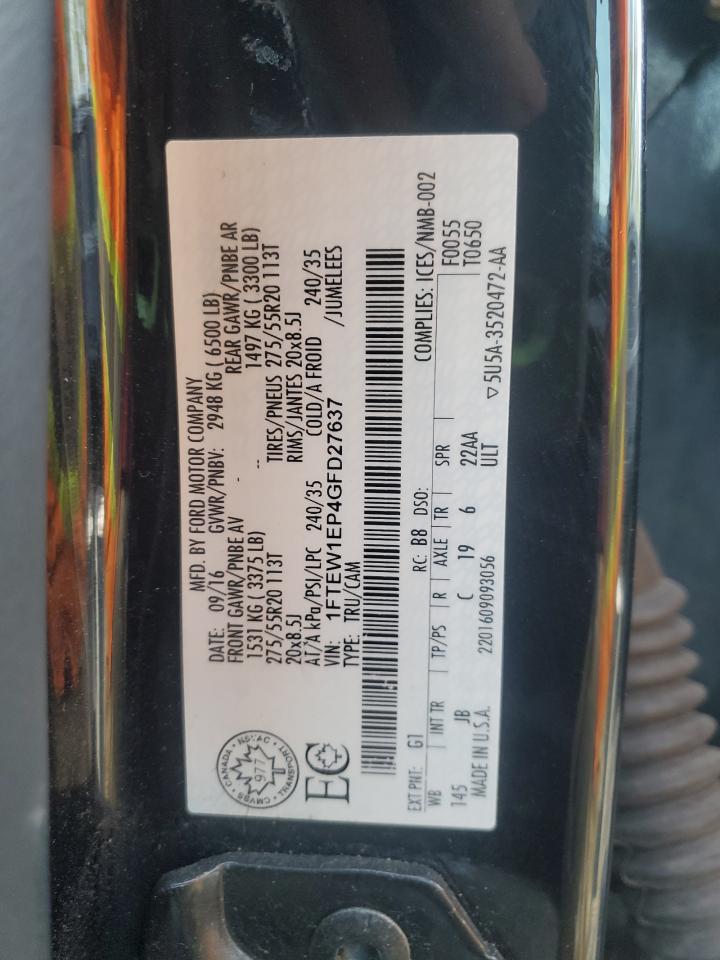 MFD. BY FORD MOTOR COMPANY
DATE: 09/16 GVWR/PNBV: 2948 KG ( 6500 LB)
FRONT GAWR/PNBE AV REAR GAWR/PNBE AR
1531 KG ( 3375 LB) 1497 KG ( 3300 LB)
275/55R20 113T TIRES/PNEUS 275/55R20 113T
20x8.5J RIMS/JANTES 20x8.5J
AT/À kPa/PSI/LPC 240/35 COLD/A FROID 240/35
VIN: 1FTEW1EP4GFD27637 /JUMELEES
TYPE: TRU/CAM
CANADA • NSVAC • TRANSPORT • CMVSS •
977
EC
EXT PNT: G1 RC: B8 DSO: COMPLIES: ICES/NMB-002
WB INT TR TP/PS R AXLE TR SPR F0055
145 JB C 19 6 22AA T0650
ULT
MADE IN U.S.A. 2201609093056 ▽5U5A-3520472-AA